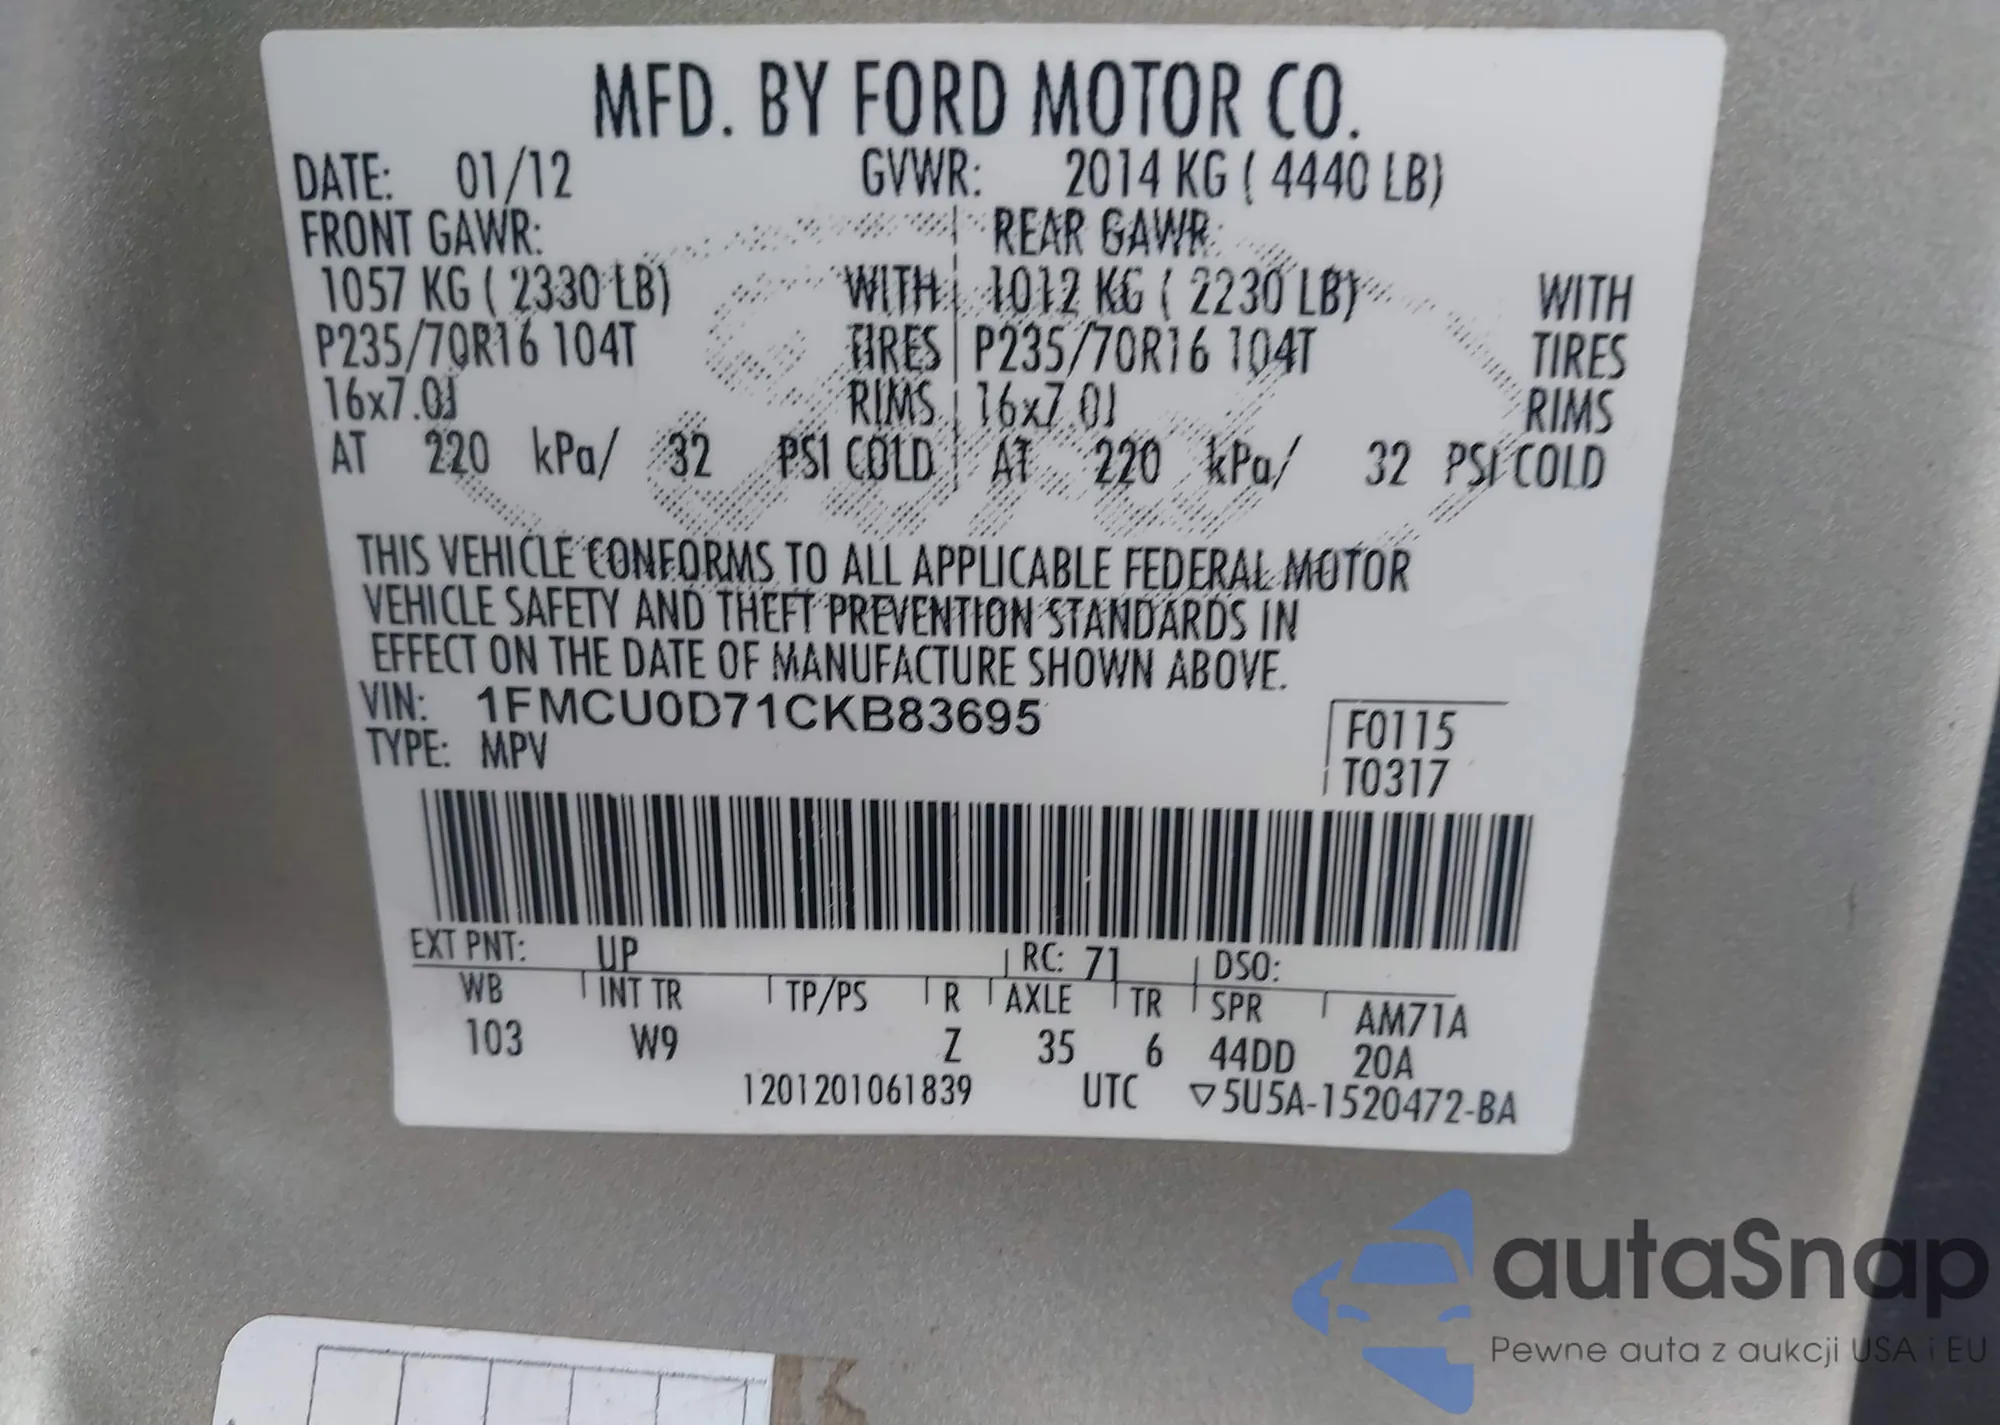 MFD. BY FORD MOTOR CO.
DATE: 01/12 GVWR: 2014 KG ( 4440 LB)
FRONT GAWR: REAR GAWR:
1057 KG ( 2330 LB) WITH 1012 KG ( 2230 LB) WITH
P235/70R16 104T TIRES P235/70R16 104T TIRES
16x7.0J RIMS 16x7.0J RIMS
AT 220 kPa/ 32 PSI COLD AT 220 kPa/ 32 PSI COLD
THIS VEHICLE CONFORMS TO ALL APPLICABLE FEDERAL MOTOR
VEHICLE SAFETY AND THEFT PREVENTION STANDARDS IN
EFFECT ON THE DATE OF MANUFACTURE SHOWN ABOVE.
VIN: 1FMCU0D71CKB83695 F0115
TYPE: MPV T0317
EXT PNT: UP RC: 71 DSO:
WB INT TR TP/PS R AXLE TR SPR AM71A
103 W9 Z 35 6 44DD 20A
1201201061839 UTC ▽5U5A-1520472-BA
autaSnap
Pewne auta z aukcji USA i EU